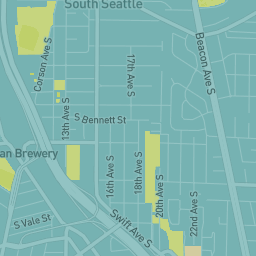 South Seattle
Corson Ave S
17th Ave S
Beacon Ave S
13th Ave S
S Bennett St
an Brewery
16th Ave S
18th Ave S
20th Ave S
22nd Ave S
S Vale St
Swift Ave S